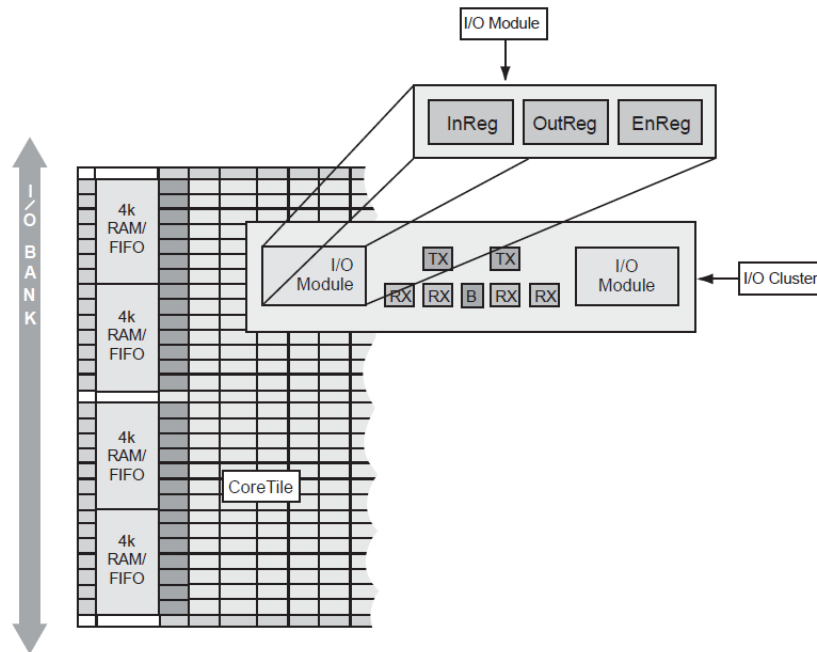 I/O Module
InReg OutReg EnReg
I/O BANK
4k
RAM/
FIFO
I/O
Module
TX TX
RX RX B RX RX
I/O
Module
I/O Cluster
4k
RAM/
FIFO
4k
RAM/
FIFO
CoreTile
4k
RAM/
FIFO